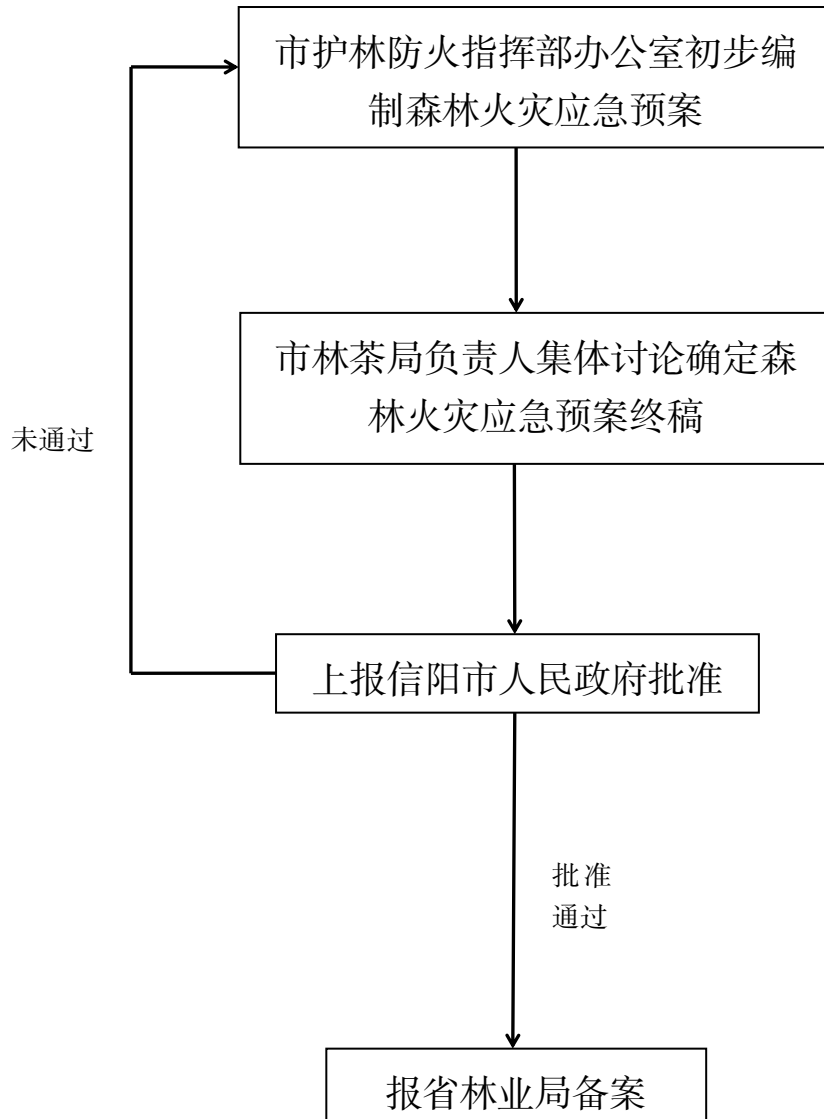 市护林防火指挥部办公室初步编
制森林火灾应急预案
市林茶局负责人集体讨论确定森
林火灾应急预案终稿
未通过
上报信阳市人民政府批准
批准
通过
报省林业局备案